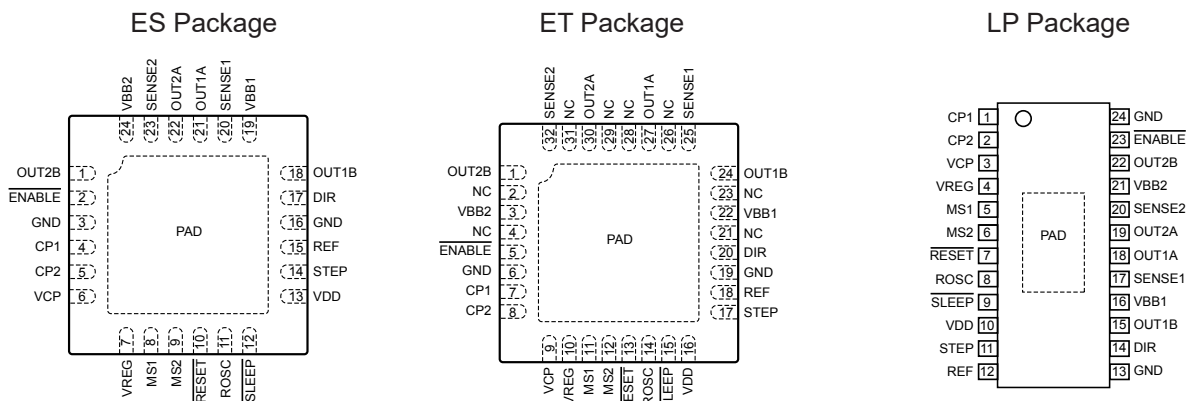 ES Package
ET Package
LP Package
24 VBB2
23 SENSE2
22 OUT2A
21 OUT1A
20 SENSE1
19 VBB1
OUT2B 1
ENABLE 2
GND 3
CP1 4
CP2 5
VCP 6
PAD
18 OUT1B
17 DIR
16 GND
15 REF
14 STEP
13 VDD
VREG 7
MS1 8
MS2 9
RESET 10
ROSC 11
SLEEP 12
32 SENSE2
31 NC
30 OUT2A
29 NC
28 NC
27 OUT1A
26 NC
25 SENSE1
OUT2B 1
NC 2
VBB2 3
NC 4
ENABLE 5
GND 6
CP1 7
CP2 8
PAD
24 OUT1B
23 NC
22 VBB1
21 NC
20 DIR
19 GND
18 REF
17 STEP
VCP 9
VREG 10
MS1 11
MS2 12
ESET 13
ROSC 14
LEEP 15
VDD 16
CP1 1
CP2 2
VCP 3
VREG 4
MS1 5
MS2 6
RESET 7
ROSC 8
SLEEP 9
VDD 10
STEP 11
REF 12
PAD
24 GND
23 ENABLE
22 OUT2B
21 VBB2
20 SENSE2
19 OUT2A
18 OUT1A
17 SENSE1
16 VBB1
15 OUT1B
14 DIR
13 GND